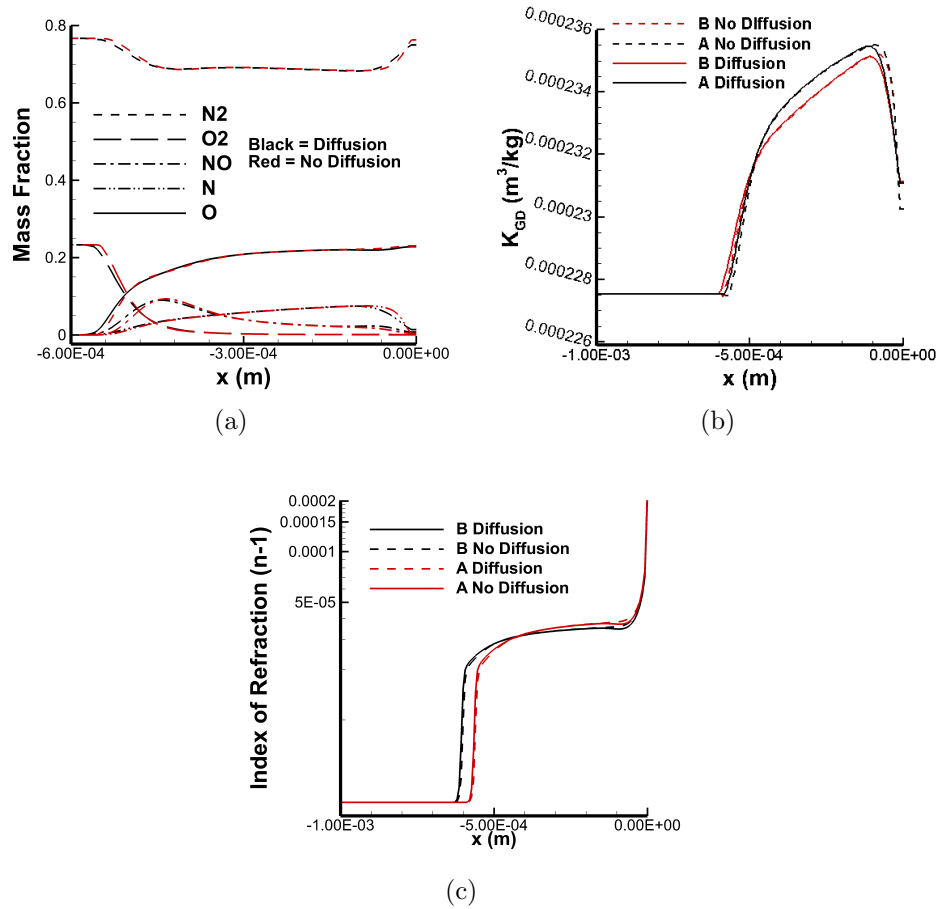 0.8
0.6
0.4
0.2
0
Mass Fraction
N2
O2
NO
N
O
Black = Diffusion
Red = No Diffusion
-6.00E-04
-3.00E-04
0.00E+00
x (m)
(a)
0.000236
0.000234
0.000232
0.00023
0.000228
0.000226
K_GD (m^3/kg)
B No DIffusion
A No Diffusion
B Diffusion
A Diffusion
-1.00E-03
-5.00E-04
0.00E+00
x (m)
(b)
0.0002
0.00015
0.0001
5E-05
Index of Refraction (n-1)
B Diffusion
B No Diffusion
A Diffusion
A No Diffusion
-1.00E-03
-5.00E-04
0.00E+00
x (m)
(c)